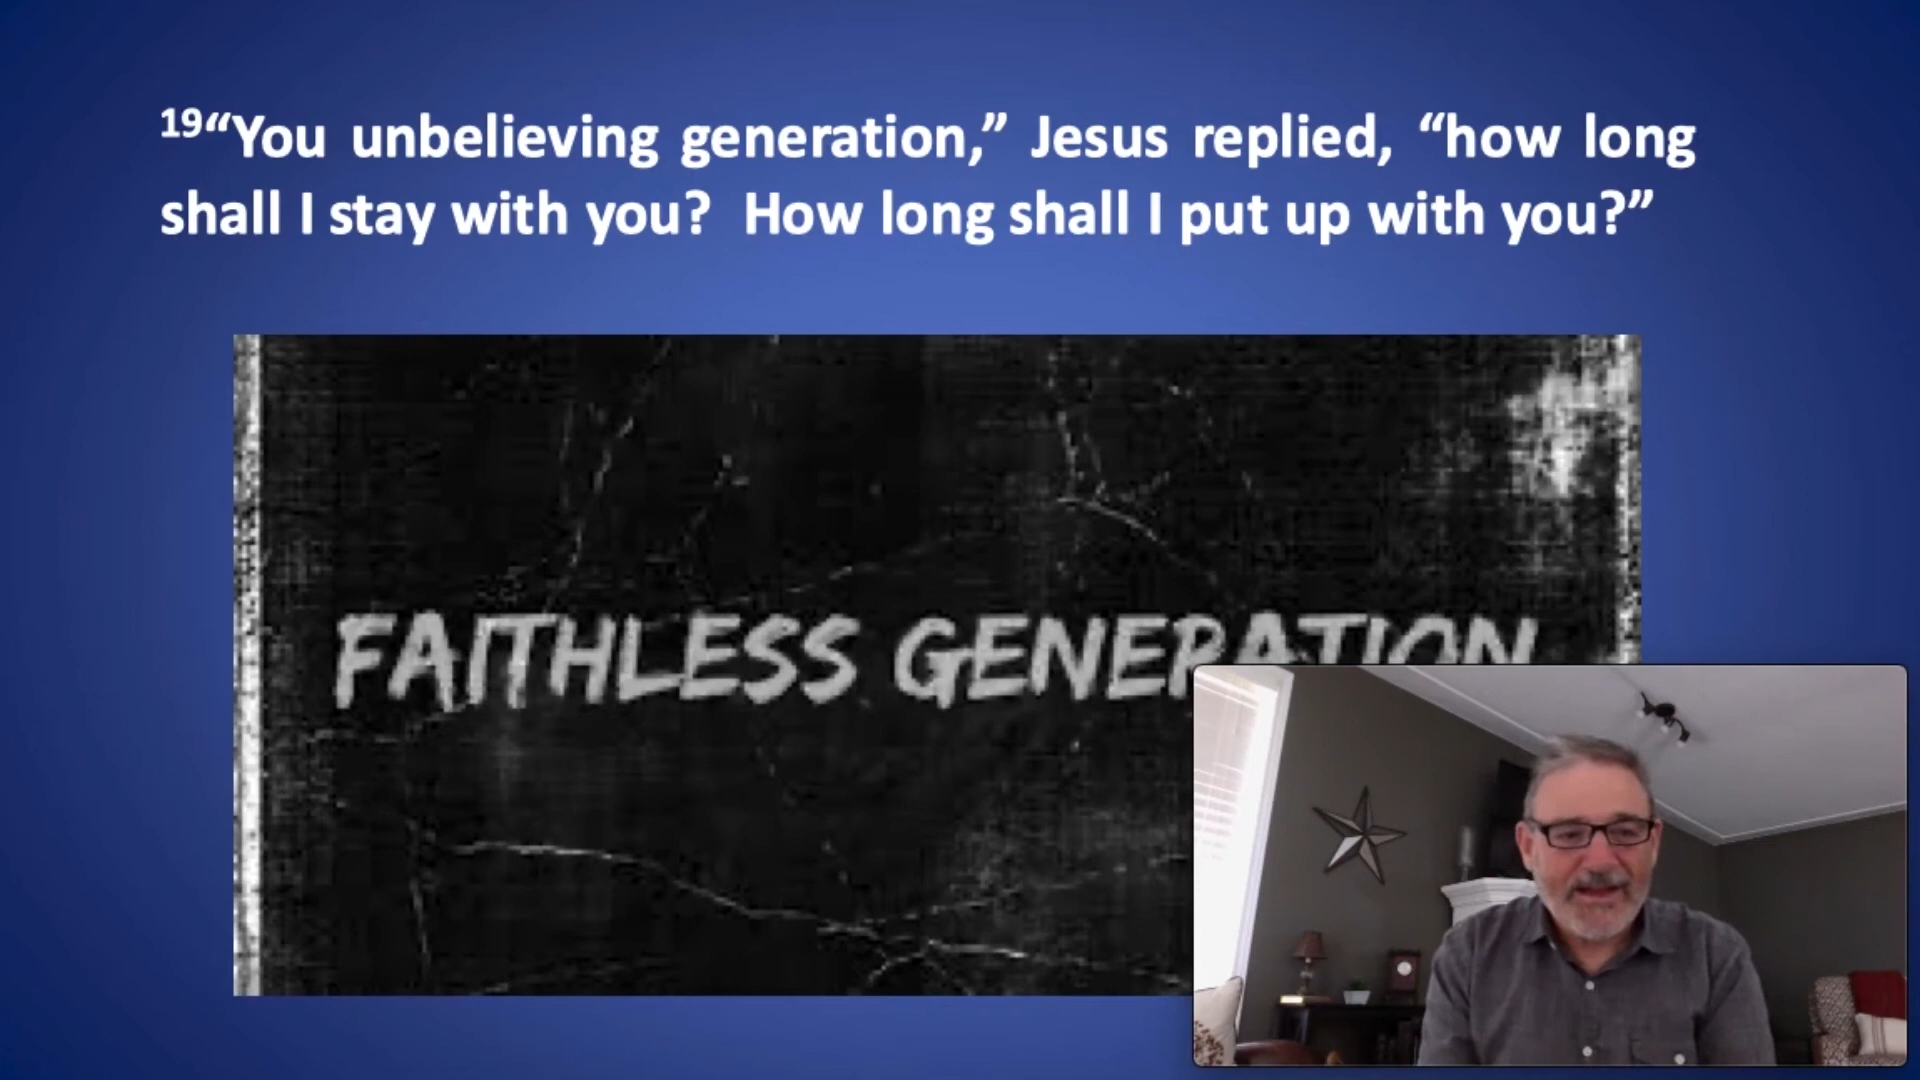 ¹⁹“You unbelieving generation,” Jesus replied, “how long
shall I stay with you?  How long shall I put up with you?”
FAITHLESS GENERATION